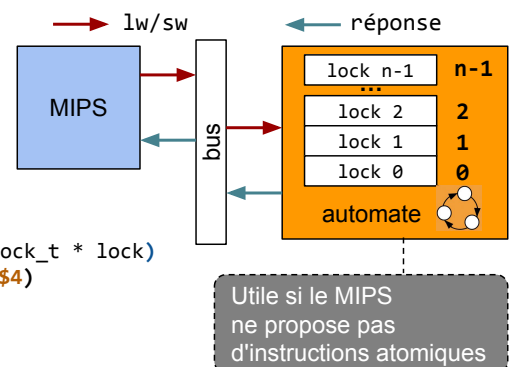 lw/sw
réponse
MIPS
bus
lock n-1 n-1
...
lock 2 2
lock 1 1
lock 0 0
automate
ock_t * lock)
$4)
Utile si le MIPS
ne propose pas
d'instructions atomiques